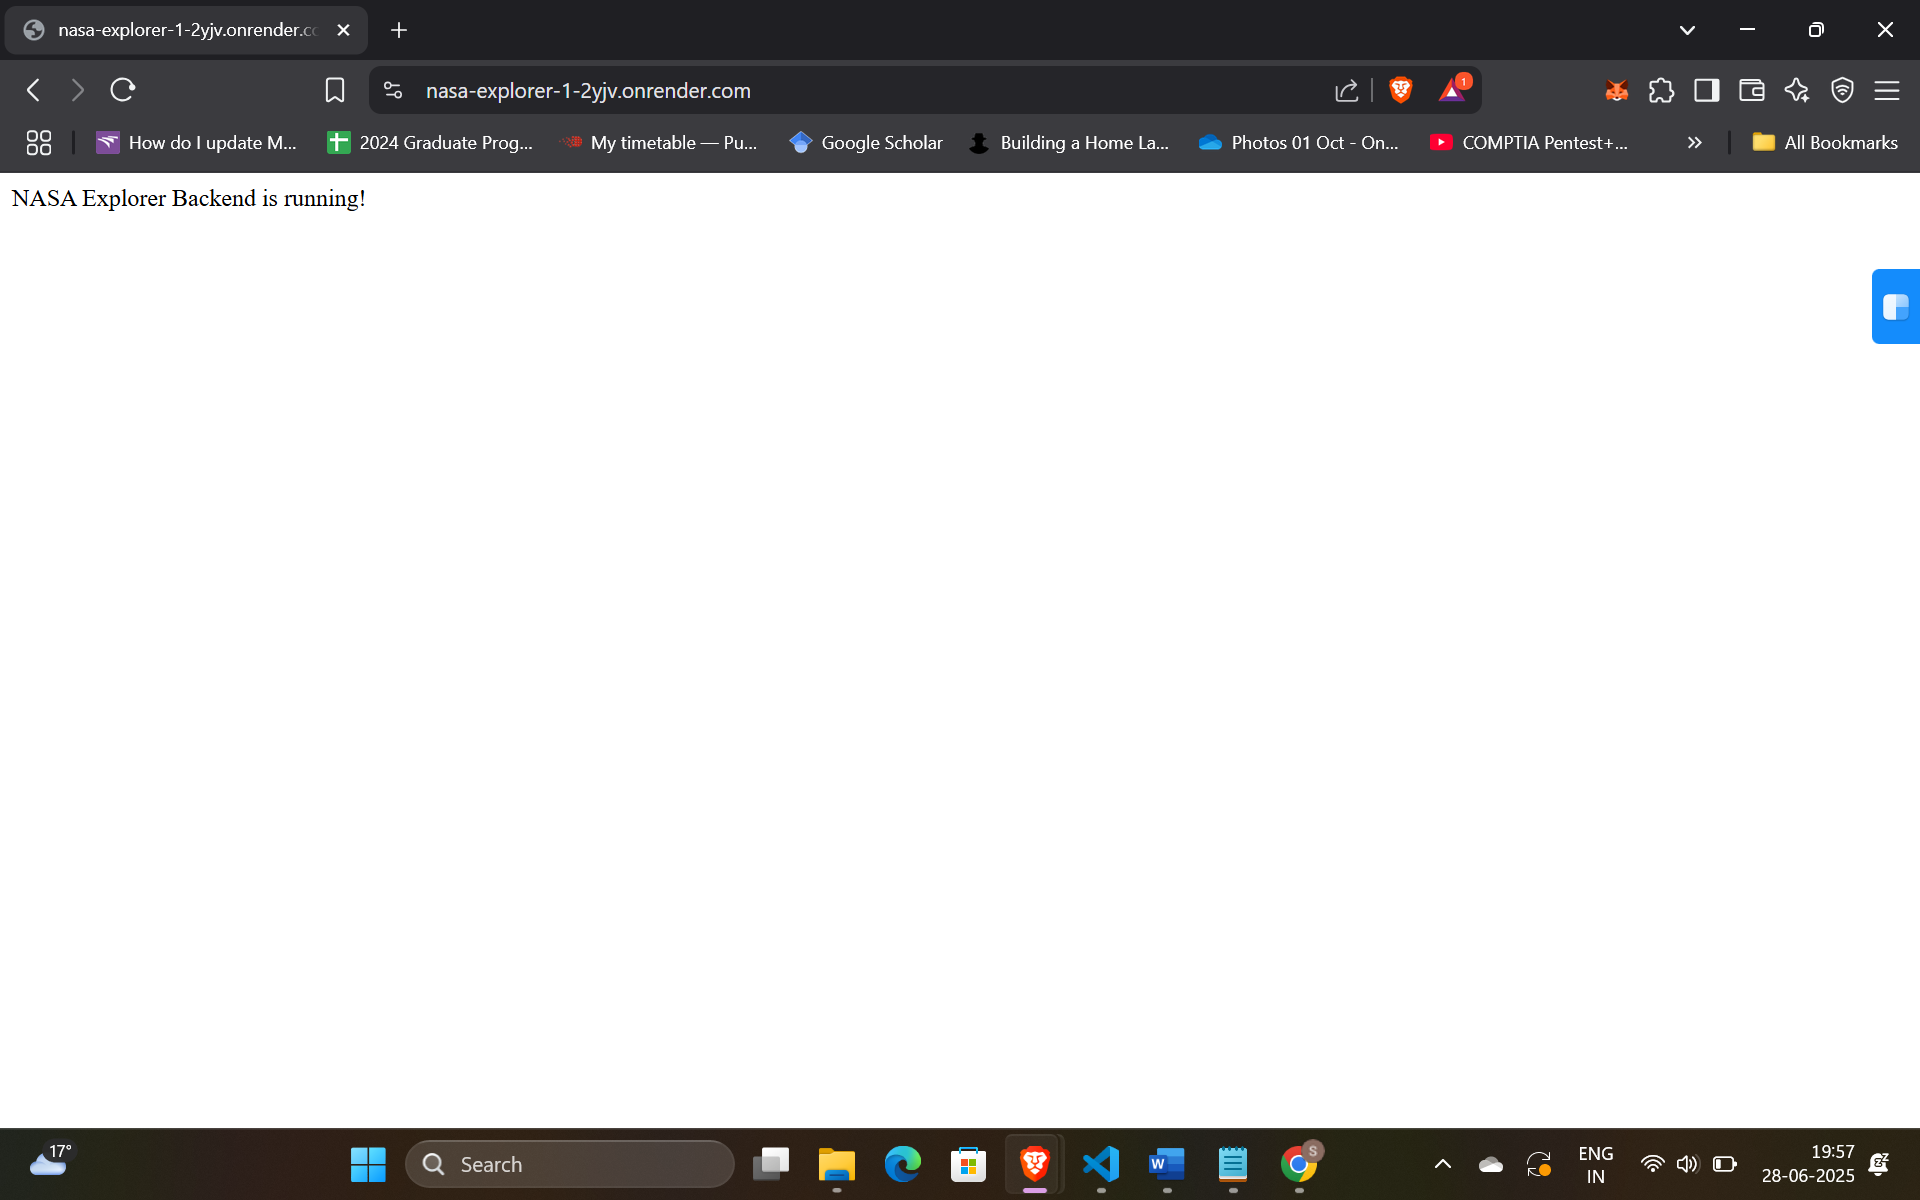 nasa-explorer-1-2yjv.onrender.co
nasa-explorer-1-2yjv.onrender.com
1
How do I update M...
2024 Graduate Prog...
My timetable — Pu...
Google Scholar
Building a Home La...
Photos 01 Oct - On...
COMPTIA Pentest+...
All Bookmarks
NASA Explorer Backend is running!
17°
Search
W
S
ENG
IN
19:57
28-06-2025